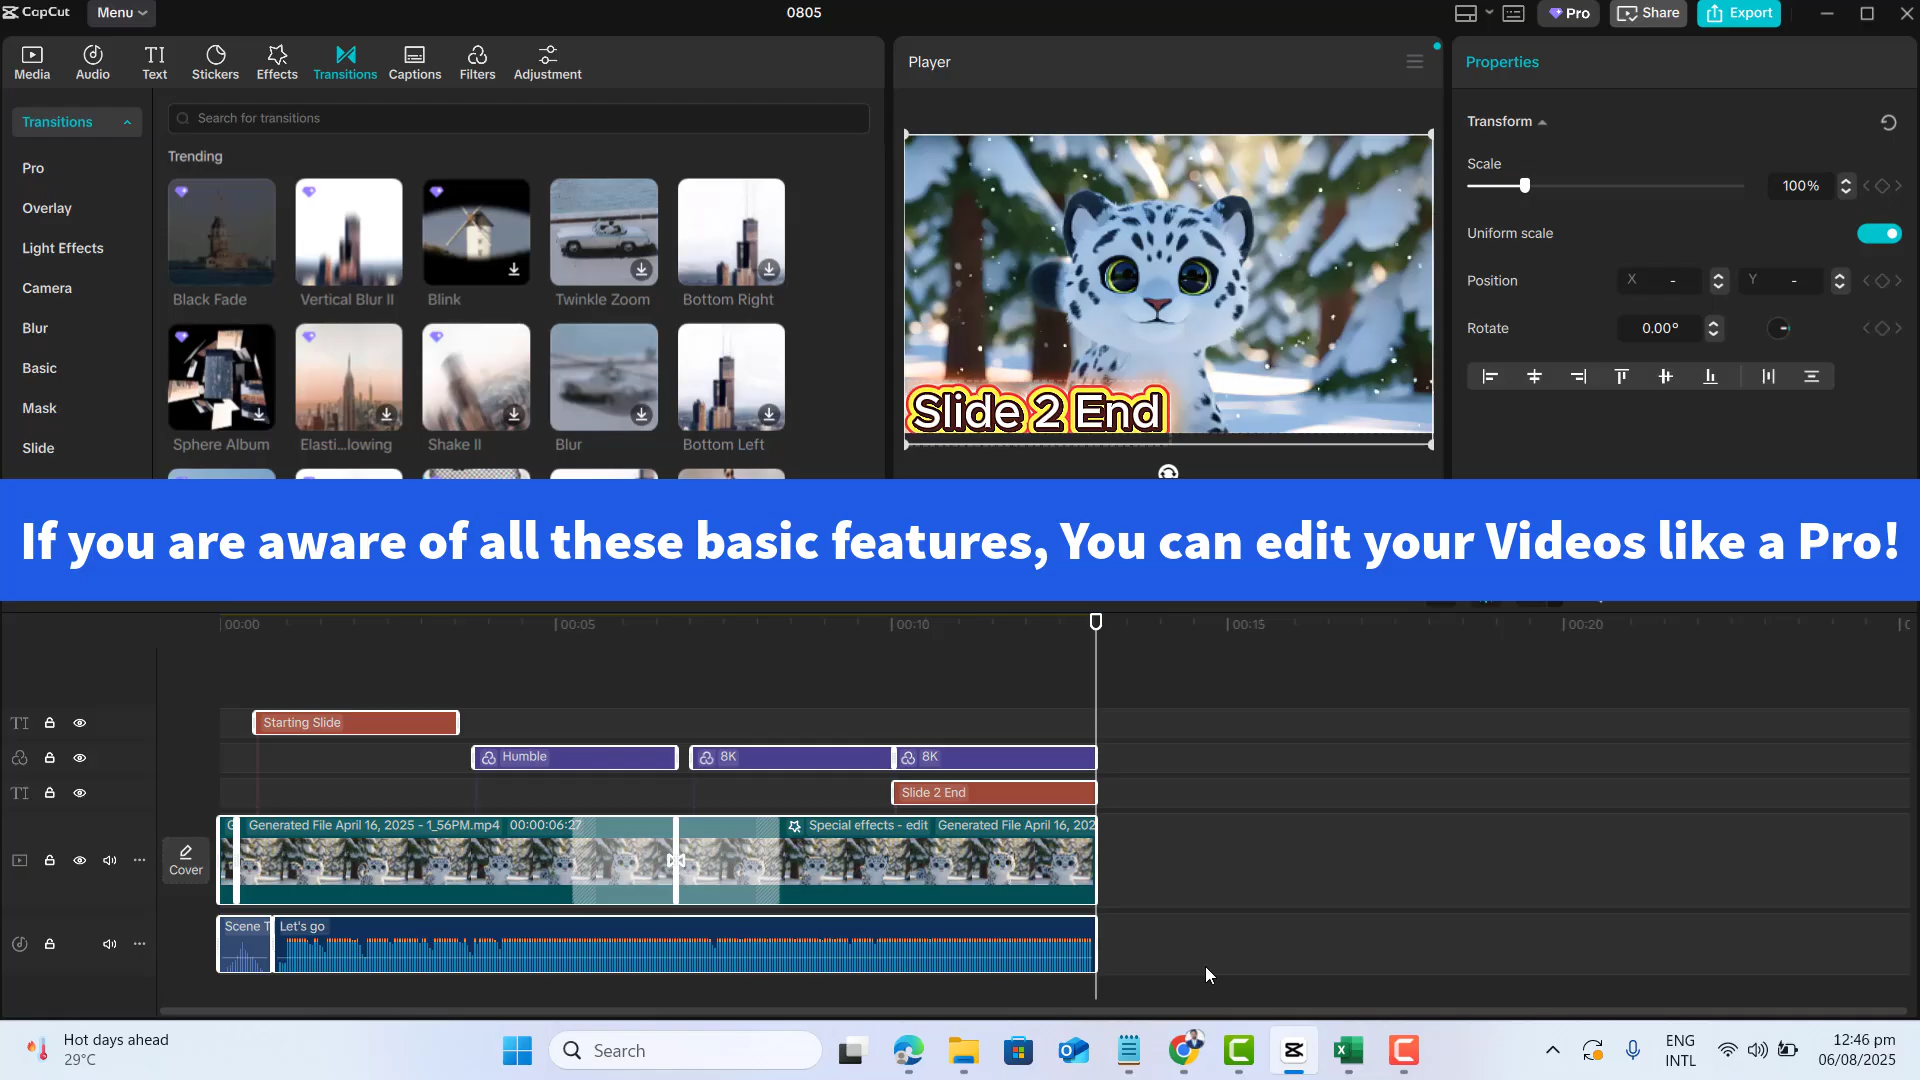 CapCut
Menu
0805
Pro
Share
Export
Media
Audio
TI
Text
Stickers
Effects
Transitions
Captions
Filters
Adjustment
Player
Properties
Transitions
Search for transitions
Transform
Trending
Scale
100%
Pro
Overlay
Light Effects
Camera
Blur
Basic
Mask
Slide
Uniform scale
Position
X -
Y -
Rotate
0.00°
Black Fade
Vertical Blur II
Blink
Twinkle Zoom
Bottom Right
Sphere Album
Elasti...lowing
Shake II
Blur
Bottom Left
Slide 2 End
If you are aware of all these basic features, You can edit your Videos like a Pro!
00:00
00:05
00:10
00:15
00:20
TI
Starting Slide
Humble
8K
8K
TI
Slide 2 End
Generated File April 16, 2025 - 1_56PM.mp4 00:00:06:27
Special effects - edit Generated File April 16, 202
Cover
Scene T
Let's go
Hot days ahead
29°C
Search
ENG
INTL
12:46 pm
06/08/2025